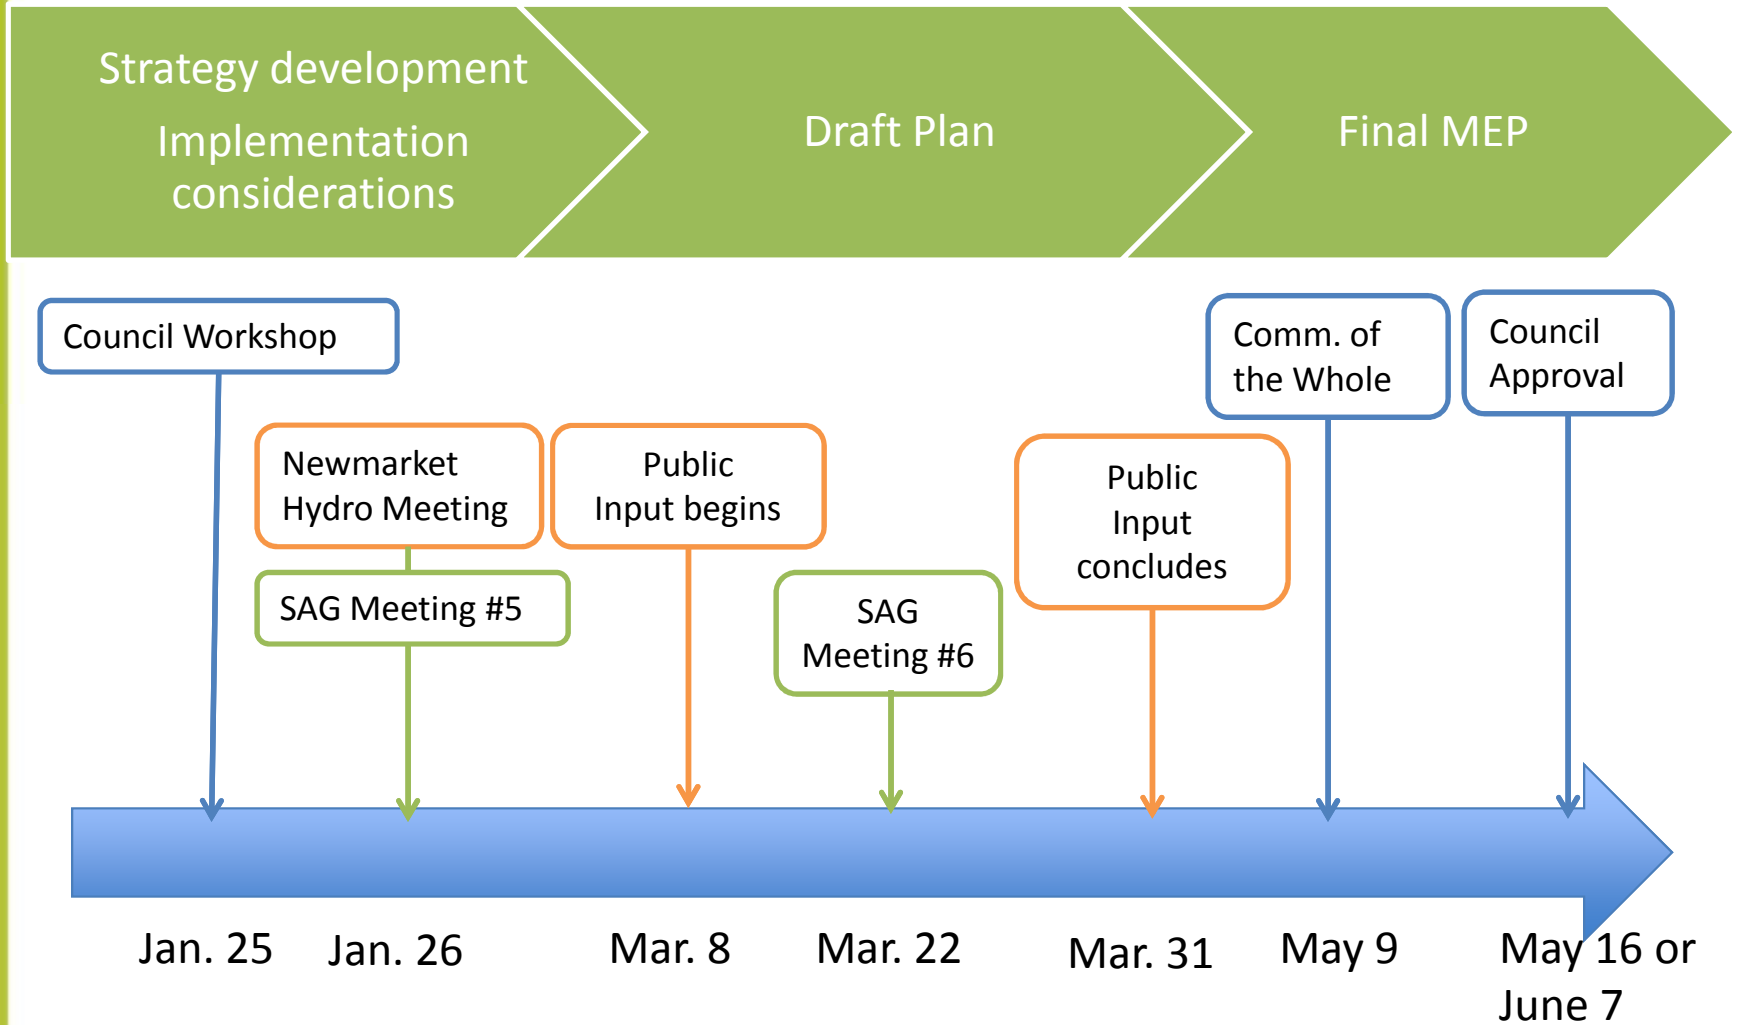 Strategy development
Implementation
considerations
Draft Plan
Final MEP
Council Workshop
Comm. of
the Whole
Council
Approval
Newmarket
Hydro Meeting
Public
Input begins
Public
Input
concludes
SAG Meeting #5
SAG
Meeting #6
Jan. 25
Jan. 26
Mar. 8
Mar. 22
Mar. 31
May 9
May 16 or
June 7